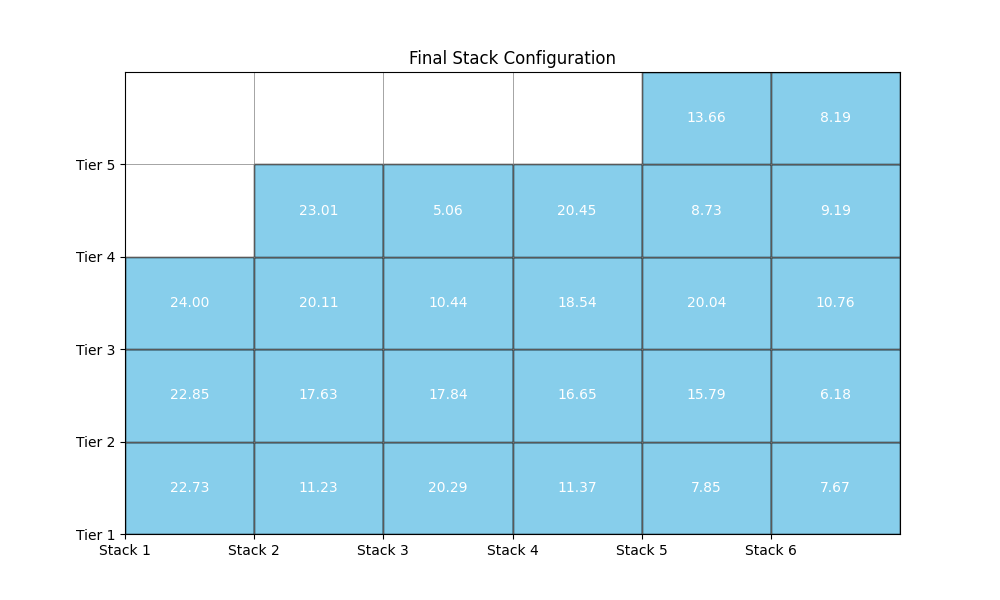 Final Stack Configuration
13.66 8.19
Tier 5
23.01 5.06 20.45 8.73 9.19
Tier 4
24.00 20.11 10.44 18.54 20.04 10.76
Tier 3
22.85 17.63 17.84 16.65 15.79 6.18
Tier 2
22.73 11.23 20.29 11.37 7.85 7.67
Tier 1
Stack 1 Stack 2 Stack 3 Stack 4 Stack 5 Stack 6